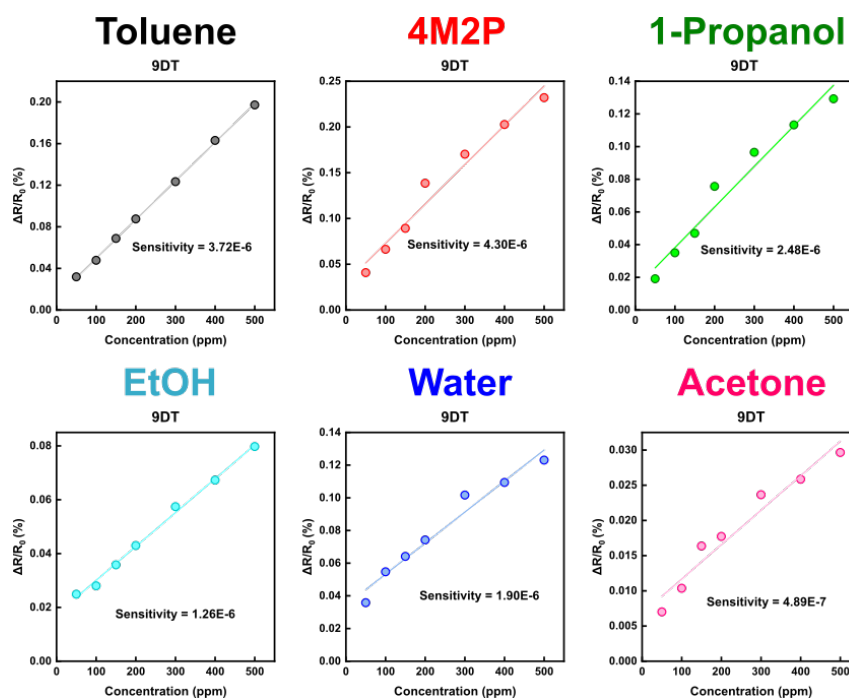 Toluene
9DT
0.20
0.16
0.12
0.08
0.04
0.00
ΔR/R₀ (%)
Sensitivity = 3.72E-6
0 100 200 300 400 500
Concentration (ppm)
4M2P
9DT
0.25
0.20
0.15
0.10
0.05
0.00
ΔR/R₀ (%)
Sensitivity = 4.30E-6
0 100 200 300 400 500
Concentration (ppm)
1-Propanol
9DT
0.14
0.12
0.10
0.08
0.06
0.04
0.02
0.00
ΔR/R₀ (%)
Sensitivity = 2.48E-6
0 100 200 300 400 500
Concentration (ppm)
EtOH
9DT
0.08
0.06
0.04
0.02
0.00
ΔR/R₀ (%)
Sensitivity = 1.26E-6
0 100 200 300 400 500
Concentration (ppm)
Water
9DT
0.14
0.12
0.10
0.08
0.06
0.04
0.02
0.00
ΔR/R₀ (%)
Sensitivity = 1.90E-6
0 100 200 300 400 500
Concentration (ppm)
Acetone
9DT
0.030
0.025
0.020
0.015
0.010
0.005
0.000
ΔR/R₀ (%)
Sensitivity = 4.89E-7
0 100 200 300 400 500
Concentration (ppm)